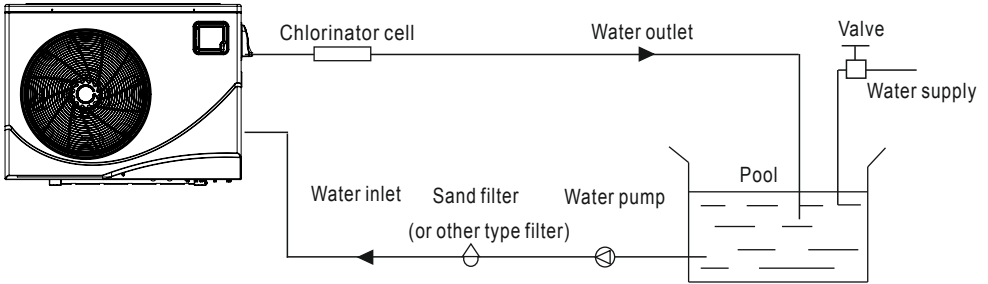 Chlorinator cell
Water outlet
Valve
Water supply
Pool
Water inlet
Sand filter
(or other type filter)
Water pump